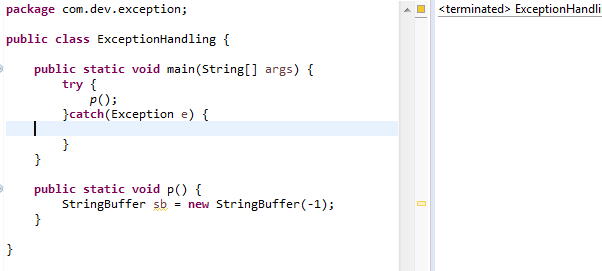 package com.dev.exception;
<terminated> ExceptionHandli
public class ExceptionHandling {
public static void main(String[] args) {
try {
p();
}catch(Exception e) {
}
}
public static void p() {
StringBuffer sb = new StringBuffer(-1);
}
}